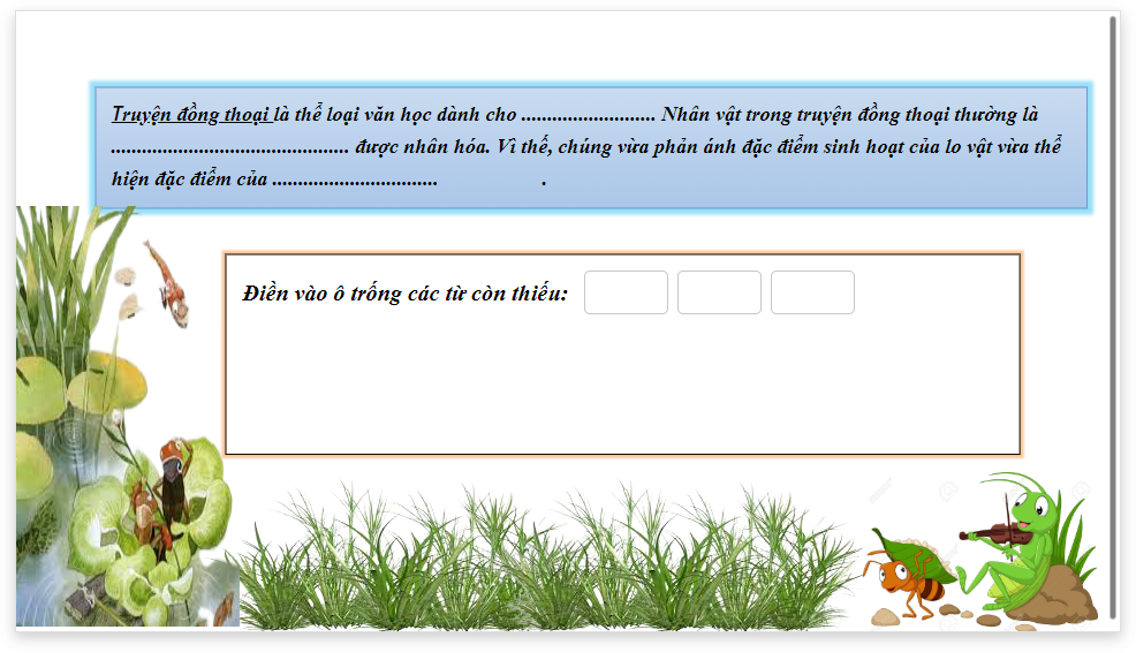 Truyện đồng thoại là thể loại văn học dành cho .......................... Nhân vật trong truyện đồng thoại thường là
.............................................. được nhân hóa. Vì thế, chúng vừa phản ánh đặc điểm sinh hoạt của lo vật vừa thể
hiện đặc điểm của ................................ .
Điền vào ô trống các từ còn thiếu: